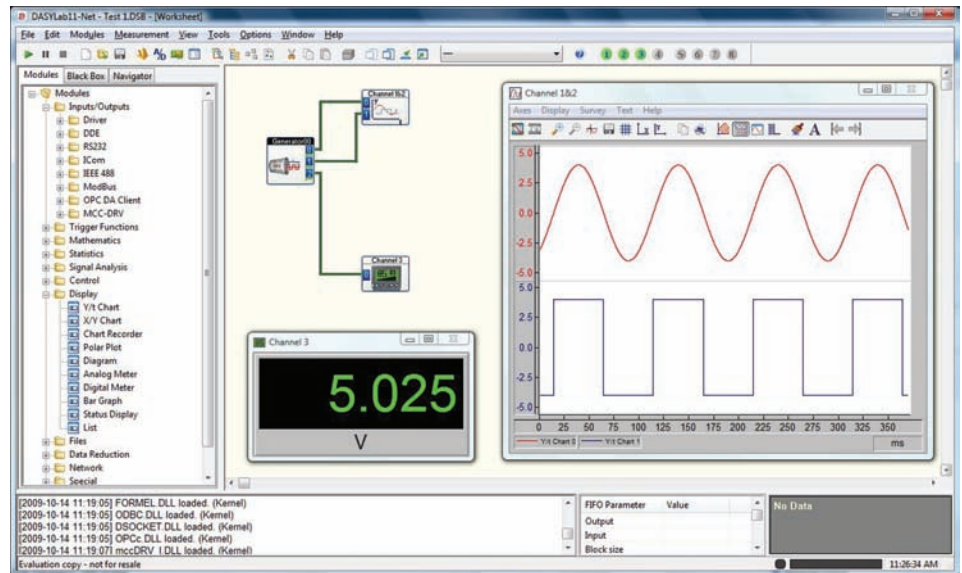 DASYLab11-Net - Test 1.DSB - [Worksheet]
File Edit Modules Measurement View Tools Options Window Help
Modules Black Box Navigator
Modules
Inputs/Outputs
Driver
DDE
RS232
ICom
IEEE 488
ModBus
OPC DA Client
MCC-DRV
Trigger Functions
Mathematics
Statistics
Signal Analysis
Control
Display
Y/t Chart
X/Y Chart
Chart Recorder
Polar Plot
Diagram
Analog Meter
Digital Meter
Bar Graph
Status Display
List
Files
Data Reduction
Network
Special
Generator00
Channel 1&2
Channel 3
Channel 3
5.025
V
Channel 1&2
Axes Display Survey Text Help
5.0
2.5
0.0
-2.5
-5.0
5.0
2.5
0.0
-2.5
-5.0
0 25 50 75 100 125 150 175 200 225 250 275 300 325 350
Y/t Chart 0 Y/t Chart 1
ms
[2009-10-14 11:19:05] FORMEL.DLL loaded. (Kernel)
[2009-10-14 11:19:05] ODBC.DLL loaded. (Kernel)
[2009-10-14 11:19:05] DSOCKET.DLL loaded. (Kernel)
[2009-10-14 11:19:05] OPCc.DLL loaded. (Kernel)
[2009-10-14 11:19:07] mccDRV_I.DLL loaded. (Kernel)
FIFO Parameter Value
Output
Input
Block size
No Data
Evaluation copy - not for resale
11:26:34 AM